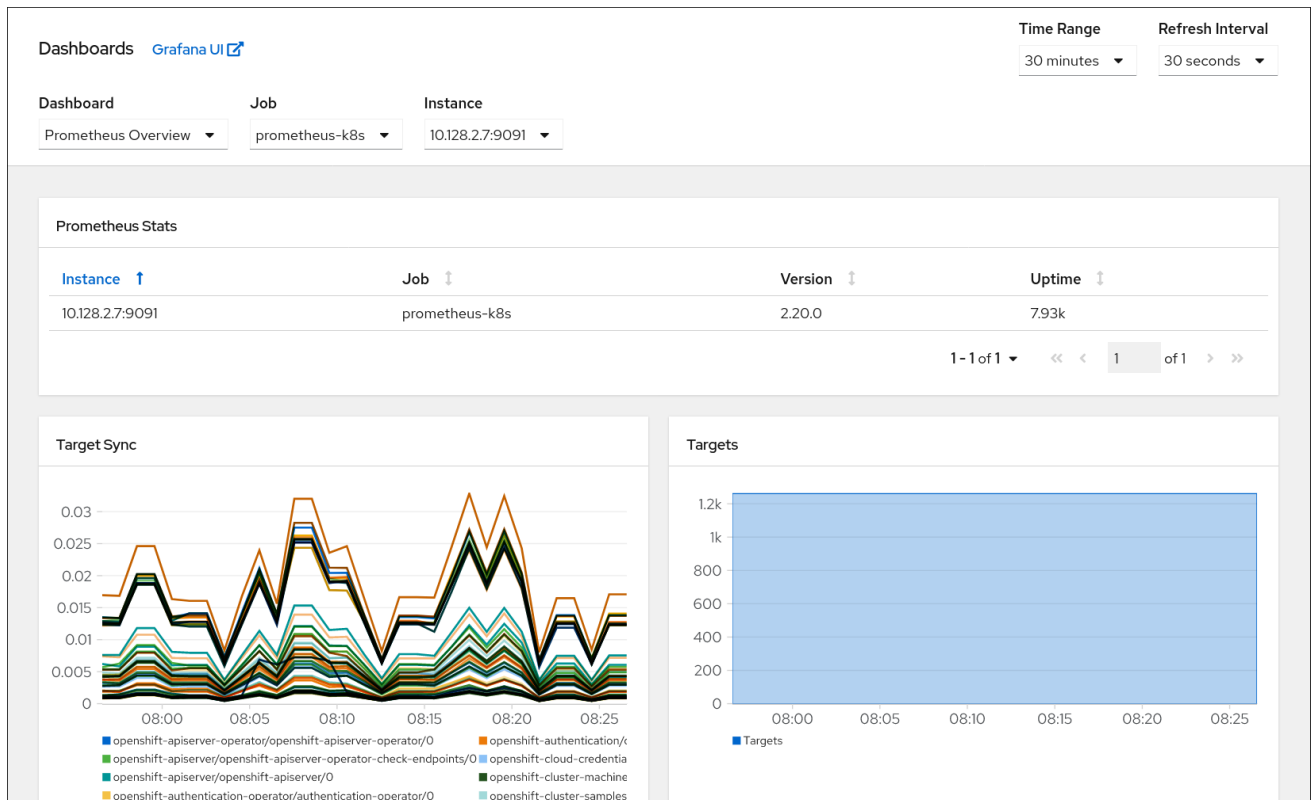 Time Range Refresh Interval
Dashboards Grafana UI
30 minutes 30 seconds
Dashboard Job Instance
Prometheus Overview prometheus-k8s 10.128.2.7:9091
Prometheus Stats
Instance Job Version Uptime
10.128.2.7:9091 prometheus-k8s 2.20.0 7.93k
1 - 1 of 1 1 of 1
Target Sync
0.03
0.025
0.02
0.015
0.01
0.005
0
08:00 08:05 08:10 08:15 08:20 08:25
openshift-apiserver-operator/openshift-apiserver-operator/0 openshift-authentication/
openshift-apiserver/openshift-apiserver-operator-check-endpoints/0 openshift-cloud-credentia
openshift-apiserver/openshift-apiserver/0 openshift-cluster-machine
openshift-authentication-operator/authentication-operator/0 openshift-cluster-samples
Targets
1.2k
1k
800
600
400
200
0
08:00 08:05 08:10 08:15 08:20 08:25
Targets